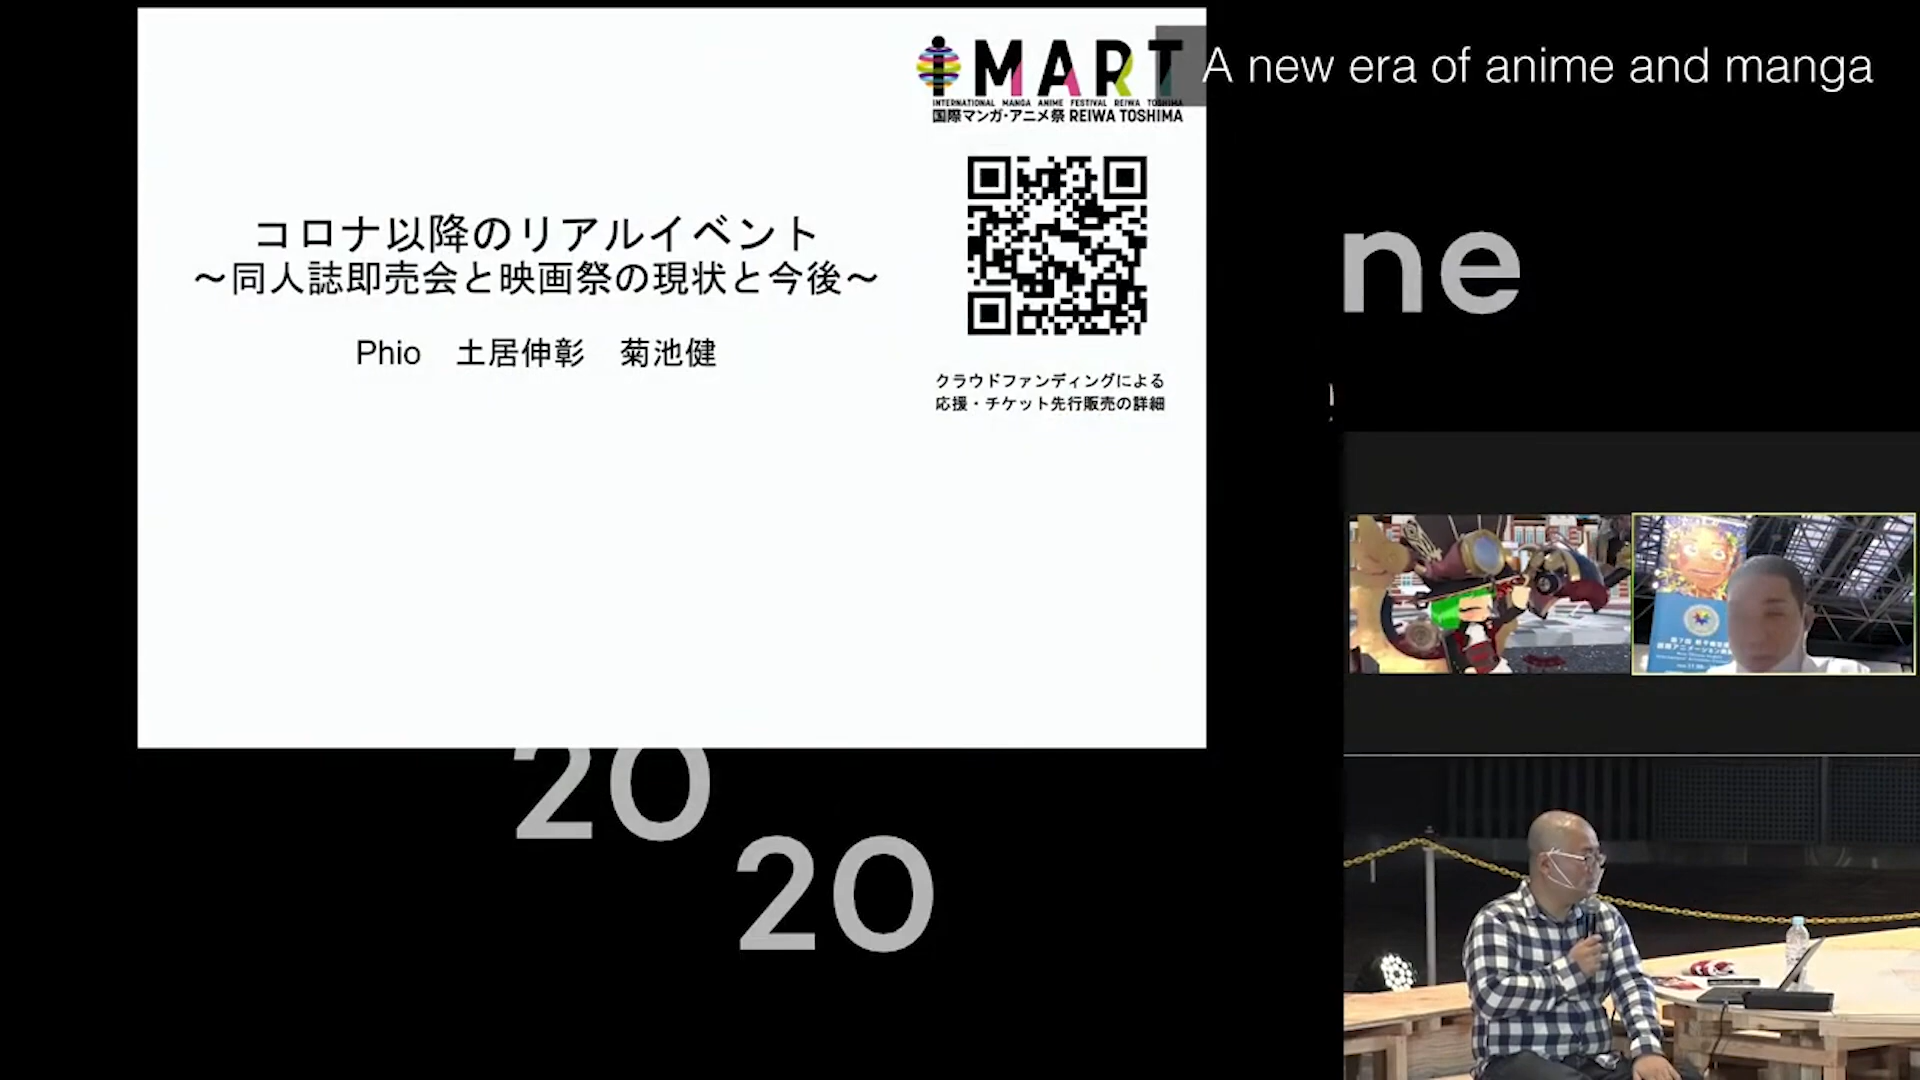 iMART
INTERNATIONAL MANGA ANIME FESTIVAL REIWA TOSHIMA
国際マンガ・アニメ祭 REIWA TOSHIMA
A new era of anime and manga
コロナ以降のリアルイベント
～同人誌即売会と映画祭の現状と今後～
Phio 土居伸彰 菊池健
クラウドファンディングによる
応援・チケット先行販売の詳細
ne
20
20